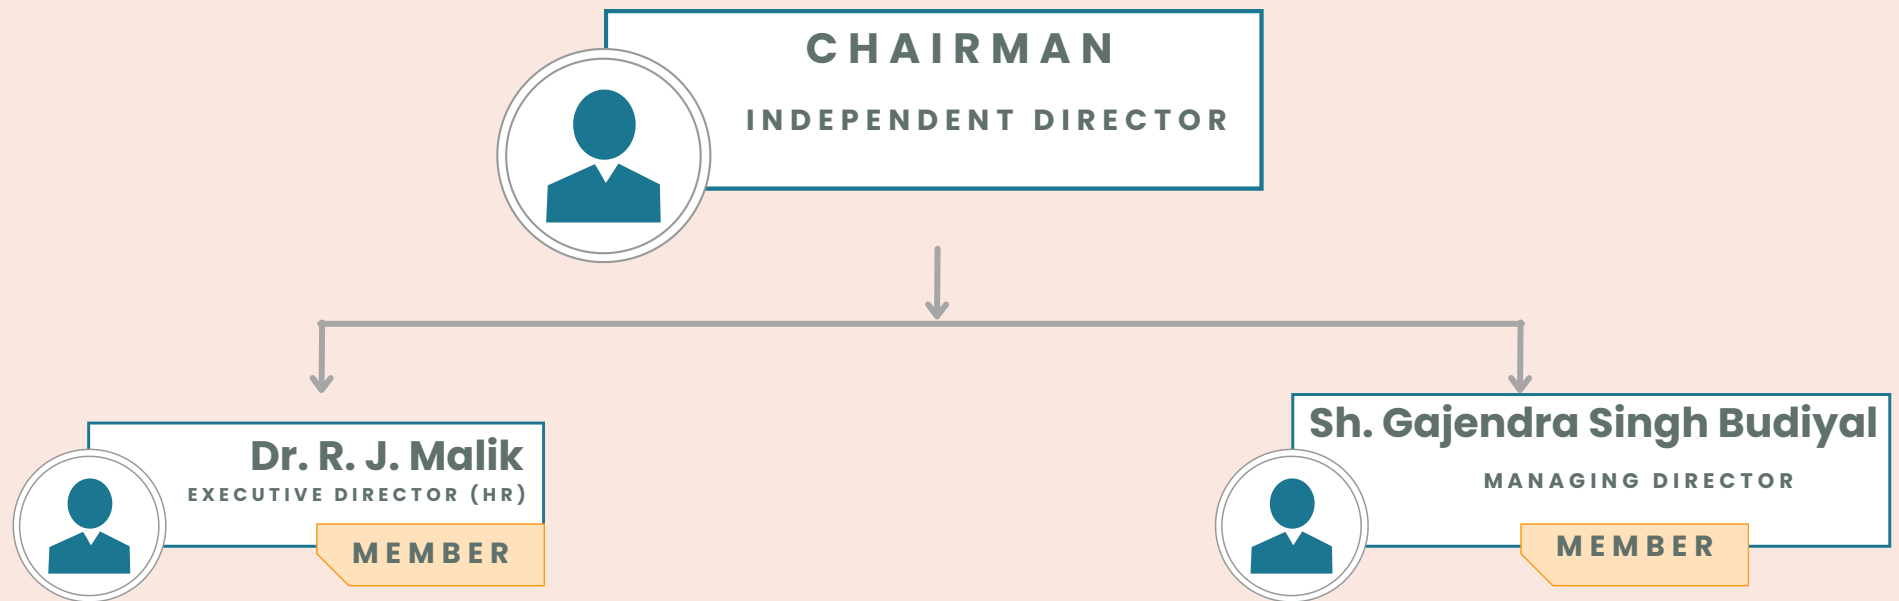 CHAIRMAN
INDEPENDENT DIRECTOR
Dr. R. J. Malik
EXECUTIVE DIRECTOR (HR)
MEMBER
Sh. Gajendra Singh Budiyal
MANAGING DIRECTOR
MEMBER